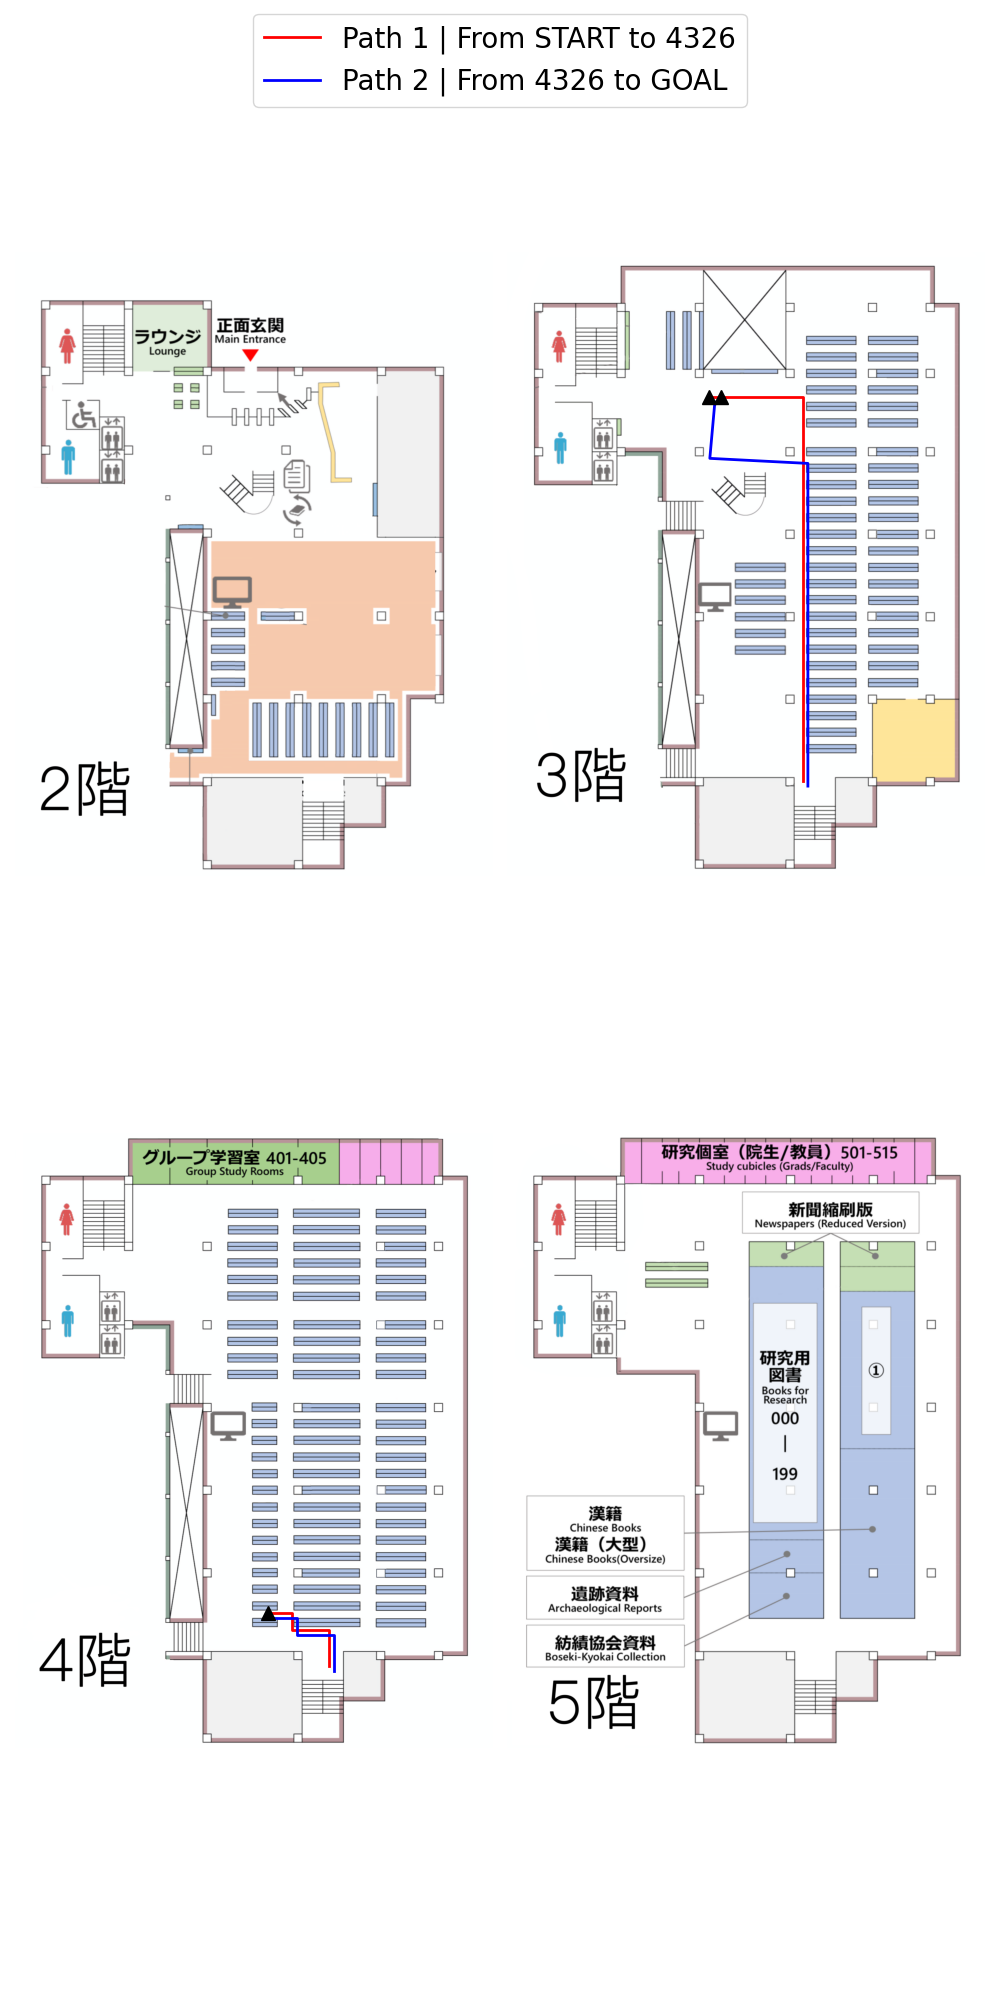 Path 1 | From START to 4326
Path 2 | From 4326 to GOAL
ラウンジ
Lounge
正面玄関
Main Entrance
2階
3階
グループ学習室 401-405
Group Study Rooms
4階
研究個室（院生/教員）501-515
Study cubicles (Grads/Faculty)
新聞縮刷版
Newspapers (Reduced Version)
研究用
図書
Books for
Research
000
|
199
①
漢籍
Chinese Books
漢籍（大型）
Chinese Books(Oversize)
遺跡資料
Archaeological Reports
紡績協会資料
Boseki-Kyokai Collection
5階